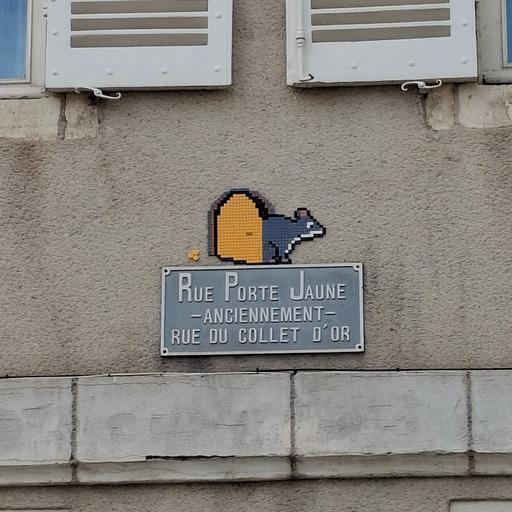 RUE PORTE JAUNE
—ANCIENNEMENT—
RUE DU COLLET D'OR